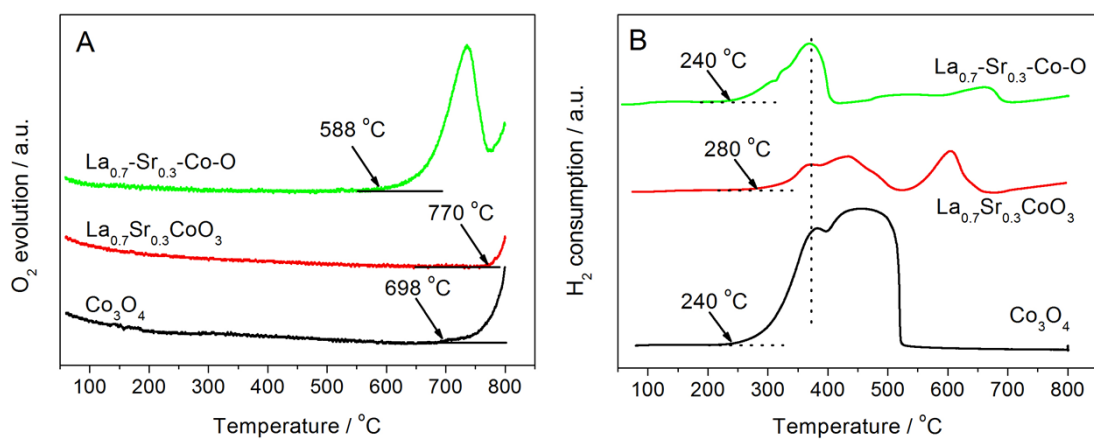 A
O₂ evolution / a.u.
588 °C
La₀.₇-Sr₀.₃-Co-O
770 °C
La₀.₇Sr₀.₃CoO₃
698 °C
Co₃O₄
100 200 300 400 500 600 700 800
Temperature / °C
B
H₂ consumption / a.u.
240 °C
La₀.₇-Sr₀.₃-Co-O
280 °C
La₀.₇Sr₀.₃CoO₃
240 °C
Co₃O₄
100 200 300 400 500 600 700 800
Temperature / °C